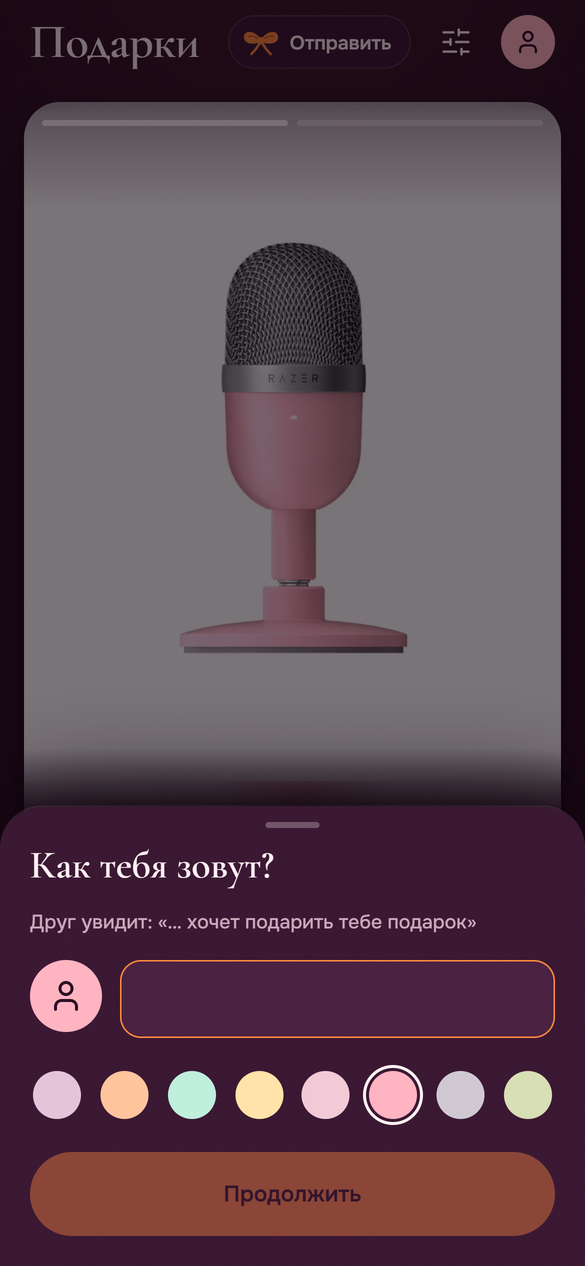 Подарки
Отправить
RAZER
Как тебя зовут?
Друг увидит: «... хочет подарить тебе подарок»
Продолжить